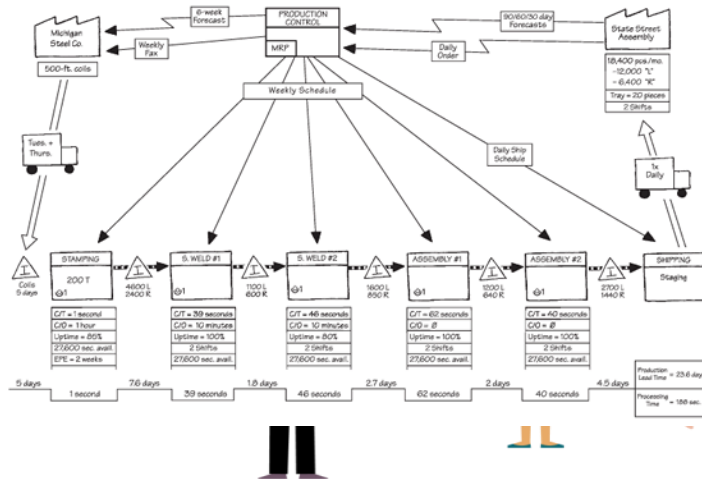 Michigan
Steel Co.
500-ft. coils
6-week
Forecast
Weekly
Fax
PRODUCTION
CONTROL
MRP
90/60/30 day
Forecasts
Daily
Order
State Street
Assembly
18,400 pcs/mo.
-12,000 "L"
- 6,400 "R"
Tray = 20 pieces
2 Shifts
Weekly Schedule
Tues. +
Thurs.
Daily Ship
Schedule
1x
Daily
I
Coils
5 days
STAMPING
200 T
1
I
4600 L
2400 R
S. WELD #1
1
I
1100 L
600 R
S. WELD #2
1
I
1600 L
850 R
ASSEMBLY #1
1
I
1200 L
640 R
ASSEMBLY #2
1
I
2700 L
1440 R
SHIPPING
Staging
C/T = 1 second
C/O = 1 hour
Uptime = 85%
27,600 sec. avail.
EPE = 2 weeks
C/T = 39 seconds
C/O = 10 minutes
Uptime = 100%
2 Shifts
27,600 sec. avail.
C/T = 46 seconds
C/O = 10 minutes
Uptime = 80%
2 Shifts
27,600 sec. avail.
C/T = 62 seconds
C/O = Ø
Uptime = 100%
2 Shifts
27,600 sec. avail.
C/T = 40 seconds
C/O = Ø
Uptime = 100%
2 Shifts
27,600 sec. avail.
5 days
7.6 days
1.8 days
2.7 days
2 days
4.5 days
1 second
39 seconds
46 seconds
62 seconds
40 seconds
Production
Lead Time = 23.6 day
Processing
Time = 188 sec.